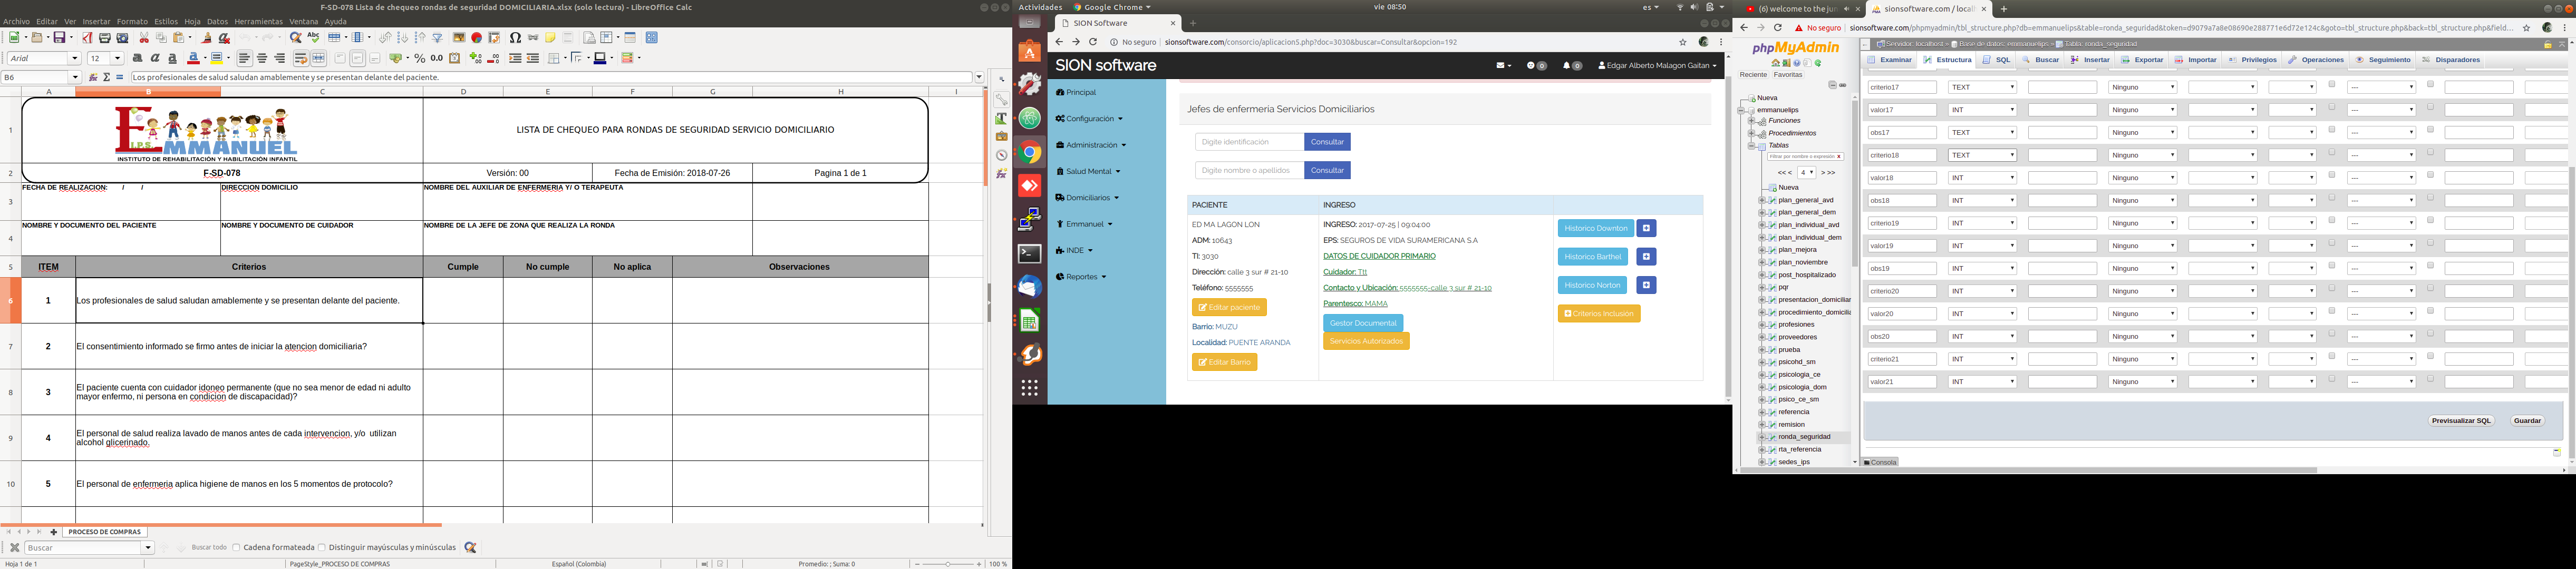 F-SD-078 Lista de chequeo rondas de seguridad DOMICILIARIA.xlsx (solo lectura) - LibreOffice Calc
Archivo Editar Ver Insertar Formato Estilos Hoja Datos Herramientas Ventana Ayuda
Arial 12
B6 Los profesionales de salud saludan amablemente y se presentan delante del paciente.
A B C D E F G H I
1 EMMANUEL I.P.S. LISTA DE CHEQUEO PARA RONDAS DE SEGURIDAD SERVICIO DOMICILIARIO
INSTITUTO DE REHABILITACIÓN Y HABILITACIÓN INFANTIL
2 F-SD-078 Versión: 00 Fecha de Emisión: 2018-07-26 Pagina 1 de 1
3 FECHA DE REALIZACION: / / DIRECCION DOMICILIO NOMBRE DEL AUXILIAR DE ENFERMERIA Y/ O TERAPEUTA
4 NOMBRE Y DOCUMENTO DEL PACIENTE NOMBRE Y DOCUMENTO DE CUIDADOR NOMBRE DE LA JEFE DE ZONA QUE REALIZA LA RONDA
5 ITEM Criterios Cumple No cumple No aplica Observaciones
6 1 Los profesionales de salud saludan amablemente y se presentan delante del paciente.
7 2 El consentimiento informado se firmo antes de iniciar la atencion domiciliaria?
8 3 El paciente cuenta con cuidador idoneo permanente (que no sea menor de edad ni adulto
mayor enfermo, ni persona en condicion de discapacidad)?
9 4 El personal de salud realiza lavado de manos antes de cada intervencion, y/o utilizan
alcohol glicerinado.
10 5 El personal de enfermeria aplica higiene de manos en los 5 momentos de protocolo?
PROCESO DE COMPRAS
Buscar Buscar todo Cadena formateada Distinguir mayúsculas y minúsculas
Hoja 1 de 1 PageStyle_PROCESO DE COMPRAS Español (Colombia) Promedio: ; Suma: 0 100 %
Actividades Google Chrome vie 08:50 es
SION Software
No seguro | sionsoftware.com/consorcio/aplicacionS.php?doc=3030&buscar=Consultar&opcion=192
SION software 0 0 Edgar Alberto Malagon Gaitan
Principal
Configuración
Administración
Salud Mental
Domiciliarios
Emmanuel
INDE
Reportes
Jefes de enfermeria Servicios Domiciliarios
Digite identificación Consultar
Digite nombre o apellidos Consultar
PACIENTE INGRESO
ED MA LAGON LON
ADM: 10643
TI: 3030
Dirección: calle 3 sur # 21-10
Teléfono: 5555555
Editar paciente
Barrio: MUZU
Localidad: PUENTE ARANDA
Editar Barrio
INGRESO: 2017-07-25 | 09:04:00
EPS: SEGUROS DE VIDA SURAMERICANA S.A
DATOS DE CUIDADOR PRIMARIO
Cuidador: Ttt
Contacto y Ubicación: 5555555-calle 3 sur # 21-10
Parentesco: MAMA
Gestor Documental
Servicios Autorizados
Historico Downton
Historico Barthel
Historico Norton
Criterios Inclusion
(6) welcome to the jun
sionsoftware.com / locall
No seguro | sionsoftware.com/phpmyadmin/tbl_structure.php?db=emmanuelips&table=ronda_seguridad&token=d9079a7a8e08690e288771e6d72e124c&goto=tbl_structure.php&back=tbl_structure.php&field...
phpMyAdmin
Reciente Favoritas
Nueva
emmanuelips
Funciones
Procedimientos
Tablas
Filtrar por nombre o expresión X
<< < 4 > >>
Nueva
plan_general_avd
plan_general_dem
plan_individual_avd
plan_individual_dem
plan_mejora
plan_noviembre
post_hospitalizado
pqr
presentacion_domiciliar
procedimiento_domicilia
profesiones
proveedores
prueba
psicohd_sm
psicologia_ce
psicologia_dom
psico_ce_sm
referencia
remision
ronda_seguridad
rta_referencia
sedes_ips
Servidor: localhost » Base de datos: emmanuelips » Tabla: ronda_seguridad
Examinar Estructura SQL Buscar Insertar Exportar Importar Privilegios Operaciones Seguimiento Disparadores
criterio17 TEXT Ninguno ---
valor17 INT Ninguno ---
obs17 TEXT Ninguno ---
criterio18 TEXT Ninguno ---
valor18 INT Ninguno ---
obs18 INT Ninguno ---
criterio19 INT Ninguno ---
valor19 INT Ninguno ---
obs19 INT Ninguno ---
criterio20 INT Ninguno ---
valor20 INT Ninguno ---
obs20 INT Ninguno ---
criterio21 INT Ninguno ---
valor21 INT Ninguno ---
Previsualizar SQL Guardar
Consola